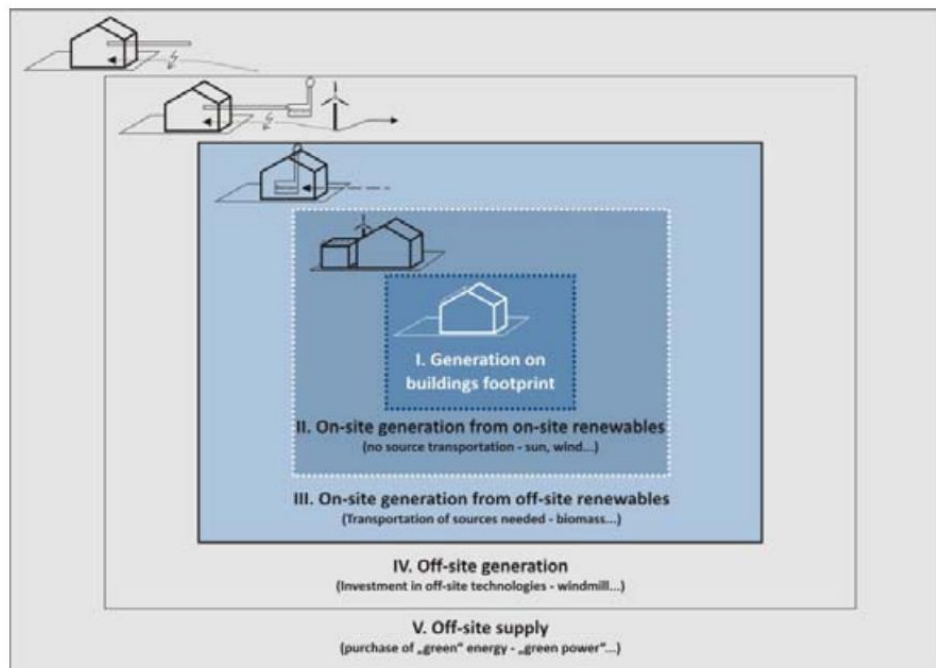 I. Generation on
buildings footprint
II. On-site generation from on-site renewables
(no source transportation - sun, wind...)
III. On-site generation from off-site renewables
(Transportation of sources needed - biomass...)
IV. Off-site generation
(Investment in off-site technologies - windmill...)
V. Off-site supply
(purchase of „green“ energy - „green power“...)